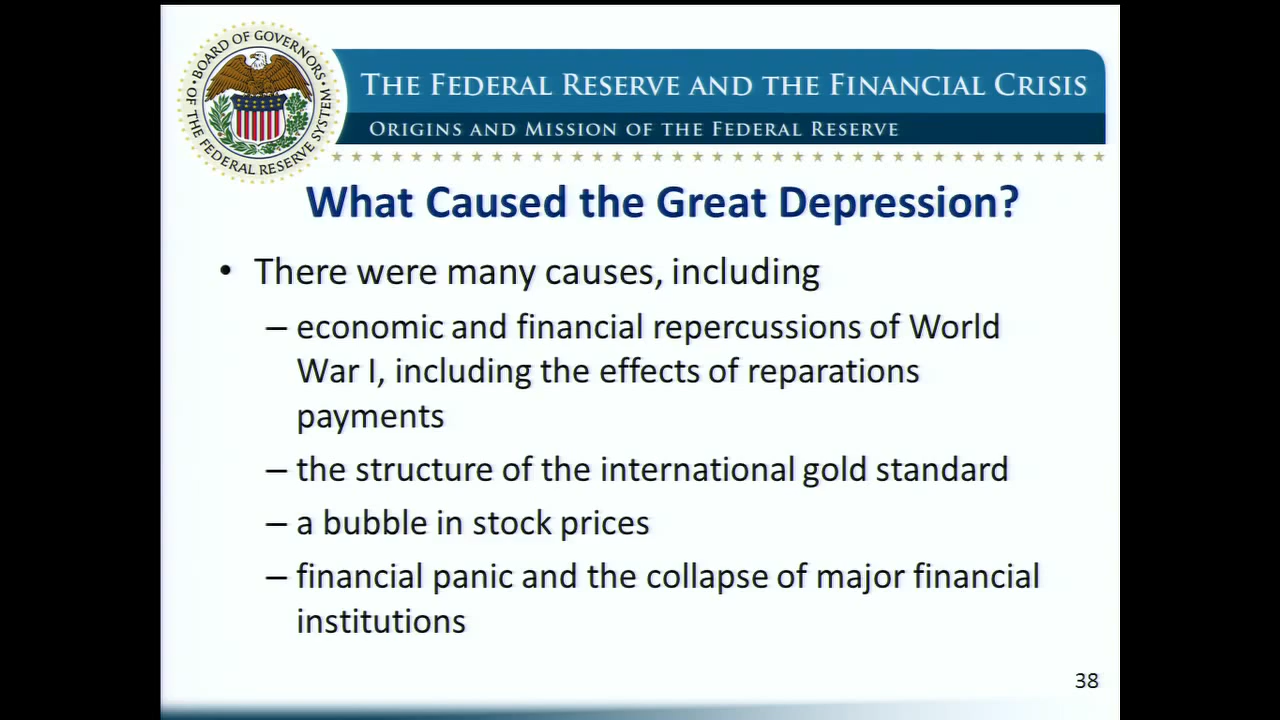 BOARD OF GOVERNORS
OF THE FEDERAL RESERVE SYSTEM
THE FEDERAL RESERVE AND THE FINANCIAL CRISIS
ORIGINS AND MISSION OF THE FEDERAL RESERVE
What Caused the Great Depression?
• There were many causes, including
– economic and financial repercussions of World
War I, including the effects of reparations
payments
– the structure of the international gold standard
– a bubble in stock prices
– financial panic and the collapse of major financial
institutions
38